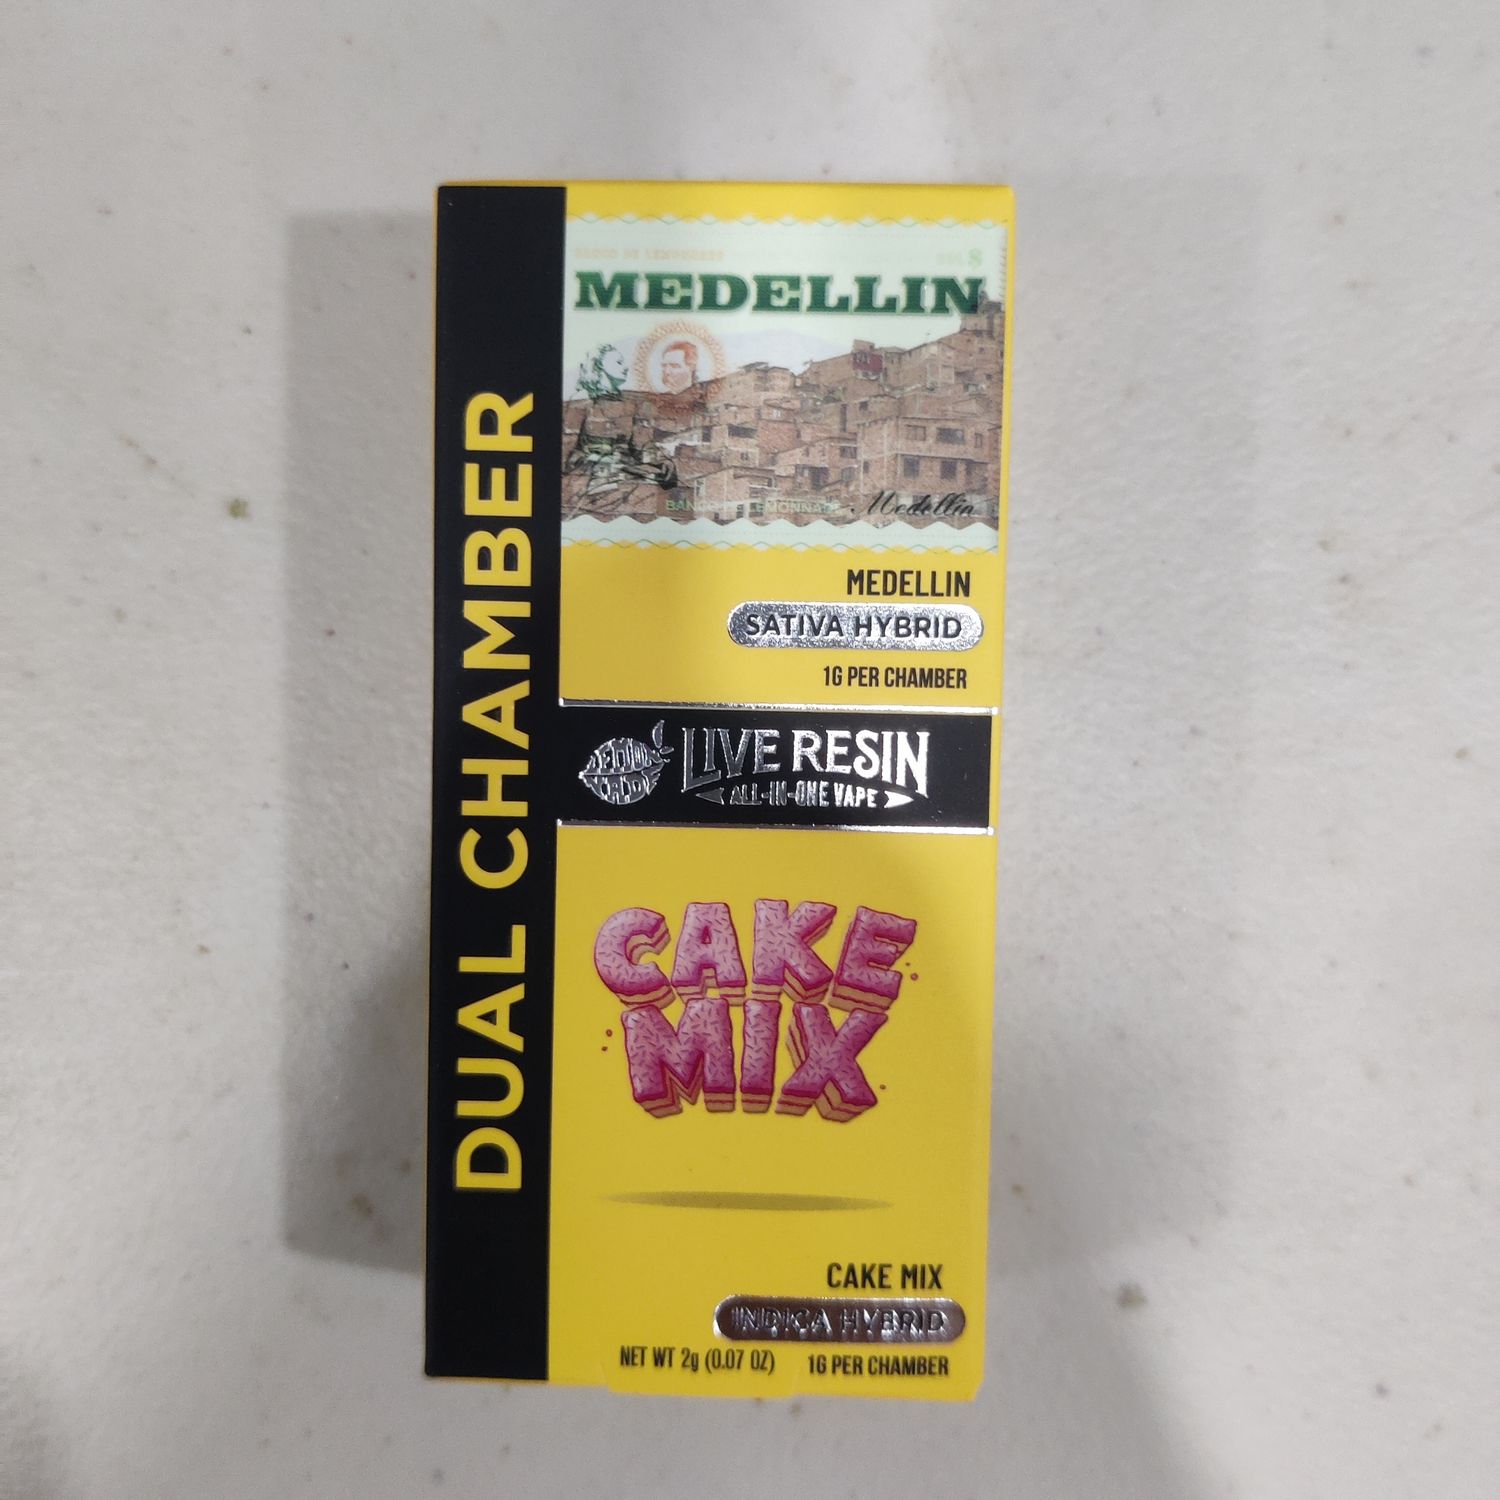 DUAL CHAMBER
MEDELLIN
Medellin
MEDELLIN
SATIVA HYBRID
1G PER CHAMBER
LIVE RESIN
ALL-IN-ONE VAPE
CAKE
MIX
CAKE MIX
INDICA HYBRID
NET WT 2g (0.07 OZ) 1G PER CHAMBER